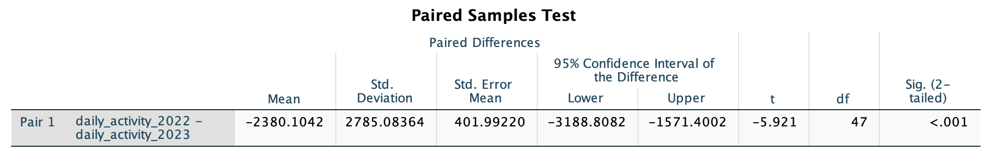 Paired Samples Test
Paired Differences
95% Confidence Interval of
the Difference
Std.
Deviation
Std. Error
Mean
Sig. (2–
tailed)
Mean
Lower
Upper
t
df
Pair 1 daily_activity_2022 – –2380.1042 2785.08364 401.99220 –3188.8082 –1571.4002 –5.921 47 <.001
daily_activity_2023